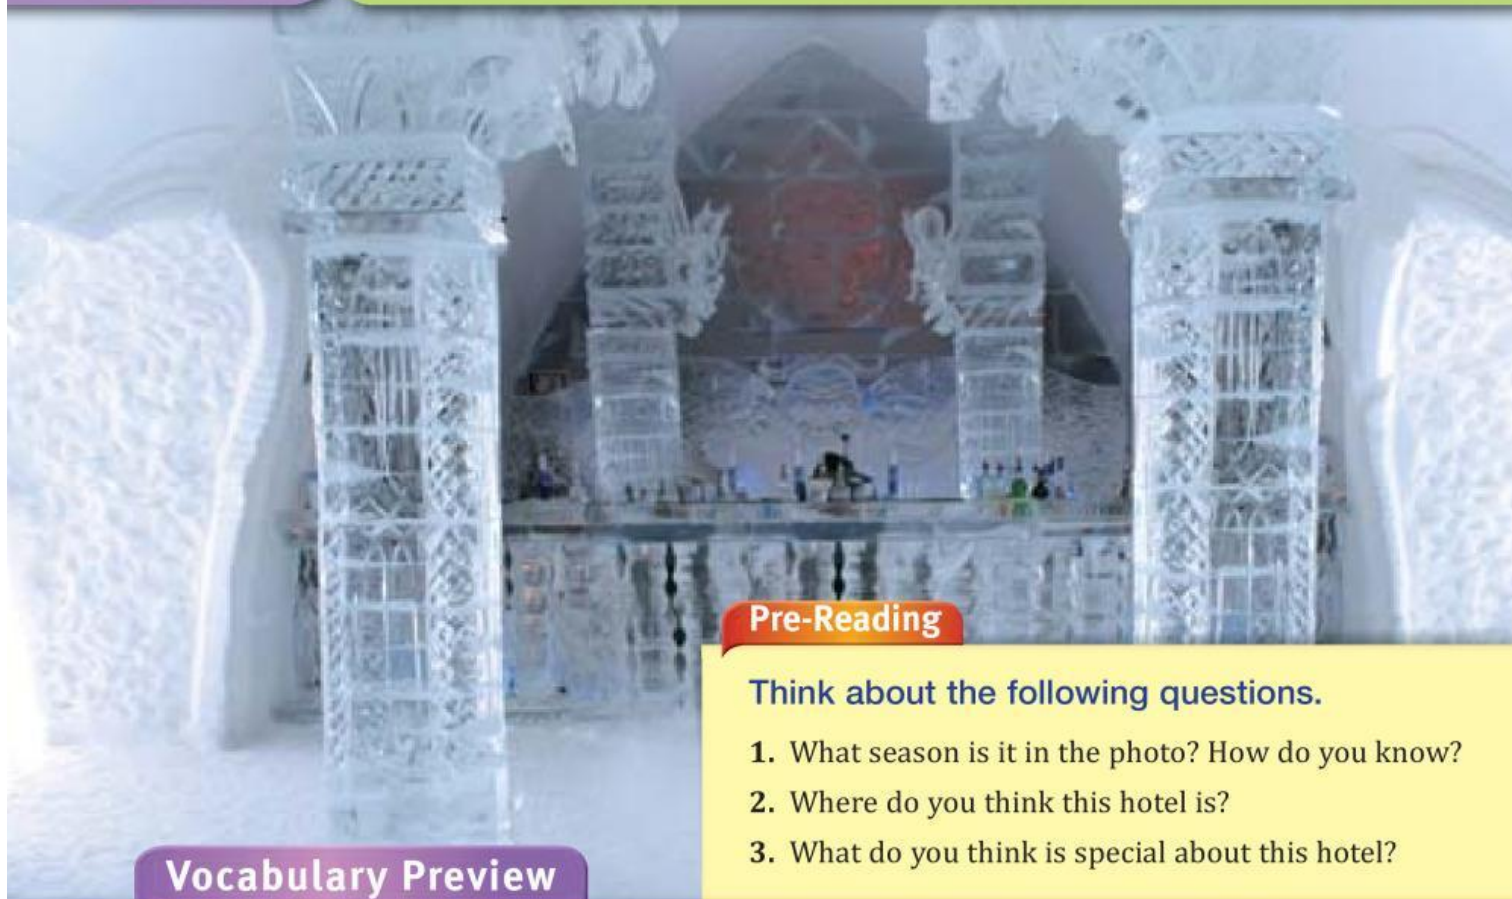 Pre-Reading
Think about the following questions.
1. What season is it in the photo? How do you know?
2. Where do you think this hotel is?
3. What do you think is special about this hotel?
Vocabulary Preview